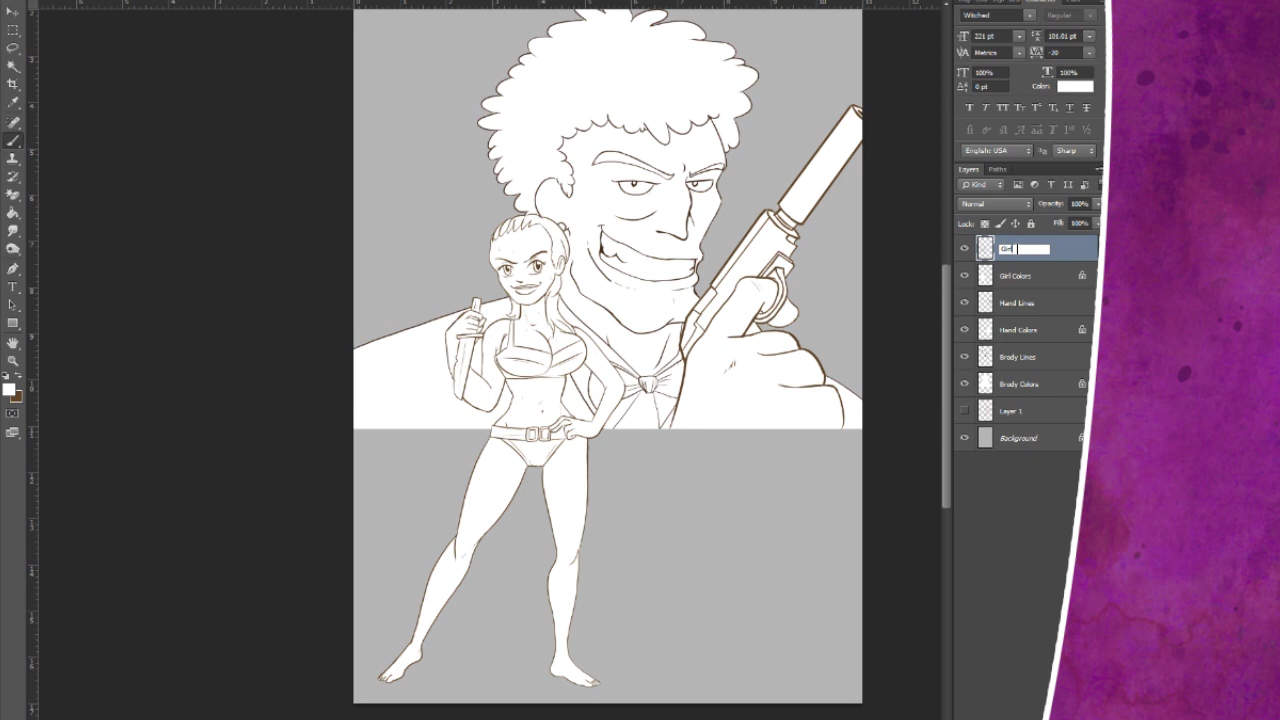 Witched Regular
221 pt 101.01 pt
Metrics -20
100% 100%
0 pt Color:
English: USA Sharp
Layers Paths
Kind
Normal Opacity: 100%
Lock: Fill: 100%
Girl
Girl Colors
Hand Lines
Hand Colors
Brody Lines
Brody Colors
Layer 1
Background